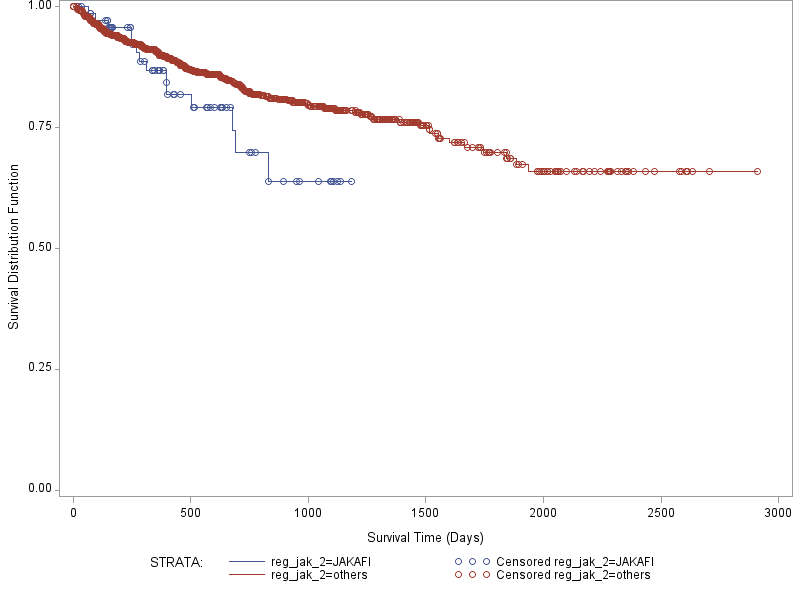 1.00
0.75
0.50
0.25
0.00
Survival Distribution Function
0 500 1000 1500 2000 2500 3000
Survival Time (Days)
STRATA: reg_jak_2=JAKAFI Censored reg_jak_2=JAKAFI
reg_jak_2=others Censored reg_jak_2=others